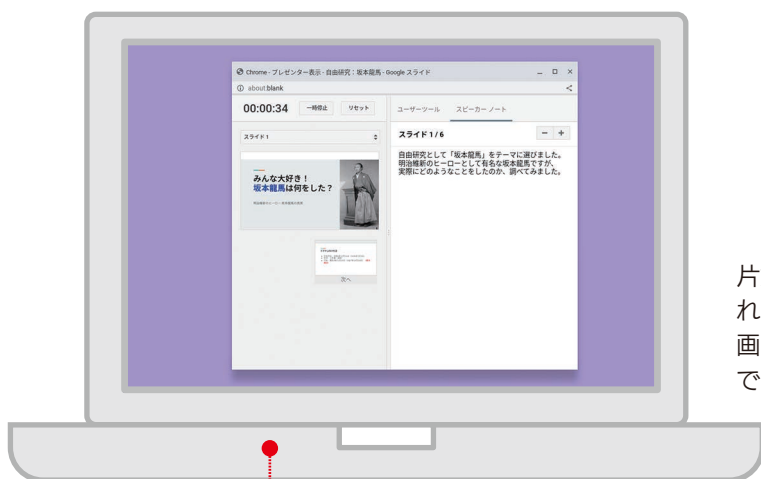 Chrome - プレゼンター表示 - 自由研究：坂本龍馬 - Google スライド
about:blank
00:00:34 一時停止 リセット
ユーザーツール スピーカー ノート
スライド 1
スライド 1 / 6
− +
自由研究として「坂本龍馬」をテーマに選びました。
明治維新のヒーローとして有名な坂本龍馬ですが、
実際にどのようなことをしたのか、調べてみました。
みんな大好き！
坂本龍馬は何をした？
次へ
片
れ
画
で